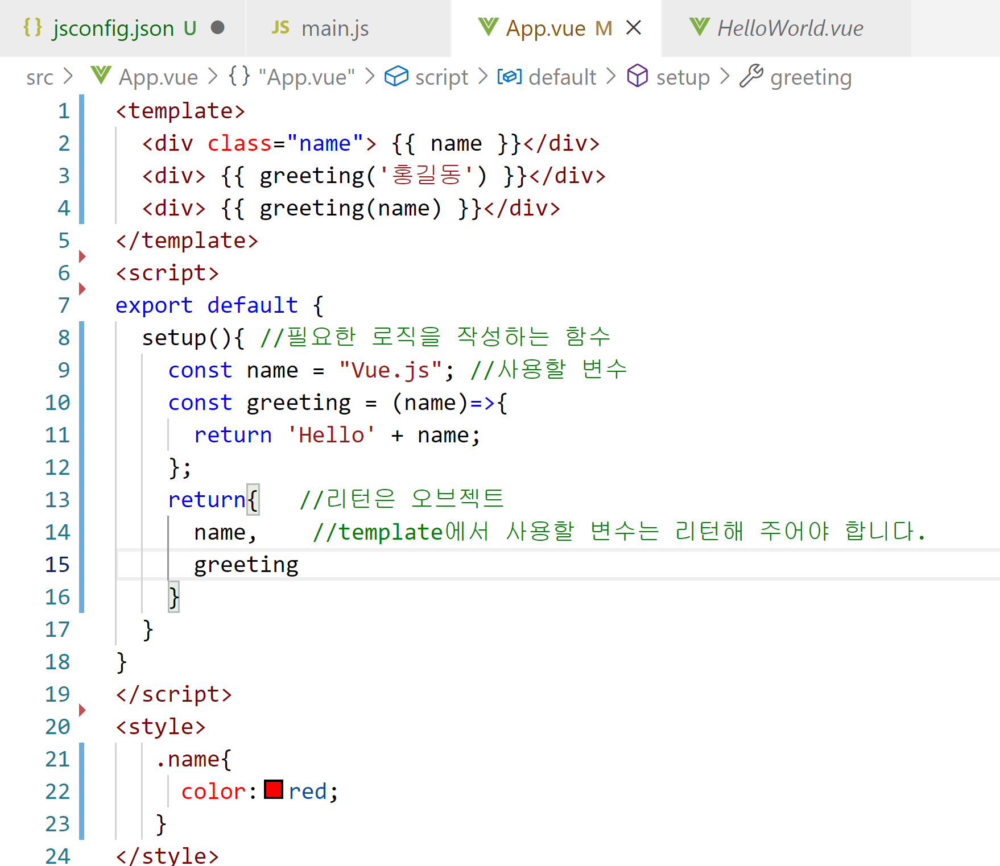 {} jsconfig.json U ● JS main.js App.vue M × HelloWorld.vue
src > App.vue > {} "App.vue" > script > default > setup > greeting
1 <template>
2 <div class="name"> {{ name }}</div>
3 <div> {{ greeting('홍길동') }}</div>
4 <div> {{ greeting(name) }}</div>
5 </template>
6 <script>
7 export default {
8 setup(){ //필요한 로직을 작성하는 함수
9 const name = "Vue.js"; //사용할 변수
10 const greeting = (name)=>{
11 return 'Hello' + name;
12 };
13 return{ //리턴은 오브젝트
14 name, //template에서 사용할 변수는 리턴해 주어야 합니다.
15 greeting
16 }
17 }
18 }
19 </script>
20 <style>
21 .name{
22 color: red;
23 }
24 </style>